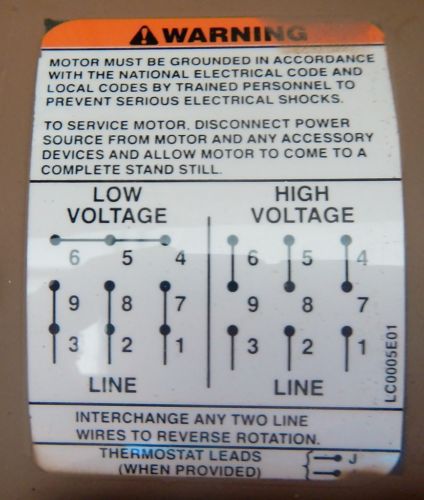 WARNING
MOTOR MUST BE GROUNDED IN ACCORDANCE
WITH THE NATIONAL ELECTRICAL CODE AND
LOCAL CODES BY TRAINED PERSONNEL TO
PREVENT SERIOUS ELECTRICAL SHOCKS.
TO SERVICE MOTOR, DISCONNECT POWER
SOURCE FROM MOTOR AND ANY ACCESSORY
DEVICES AND ALLOW MOTOR TO COME TO A
COMPLETE STAND STILL.
LOW
VOLTAGE
6 5 4
9 8 7
3 2 1
LINE
HIGH
VOLTAGE
6 5 4
9 8 7
3 2 1
LINE
LC0005E01
INTERCHANGE ANY TWO LINE
WIRES TO REVERSE ROTATION.
THERMOSTAT LEADS
(WHEN PROVIDED)
J